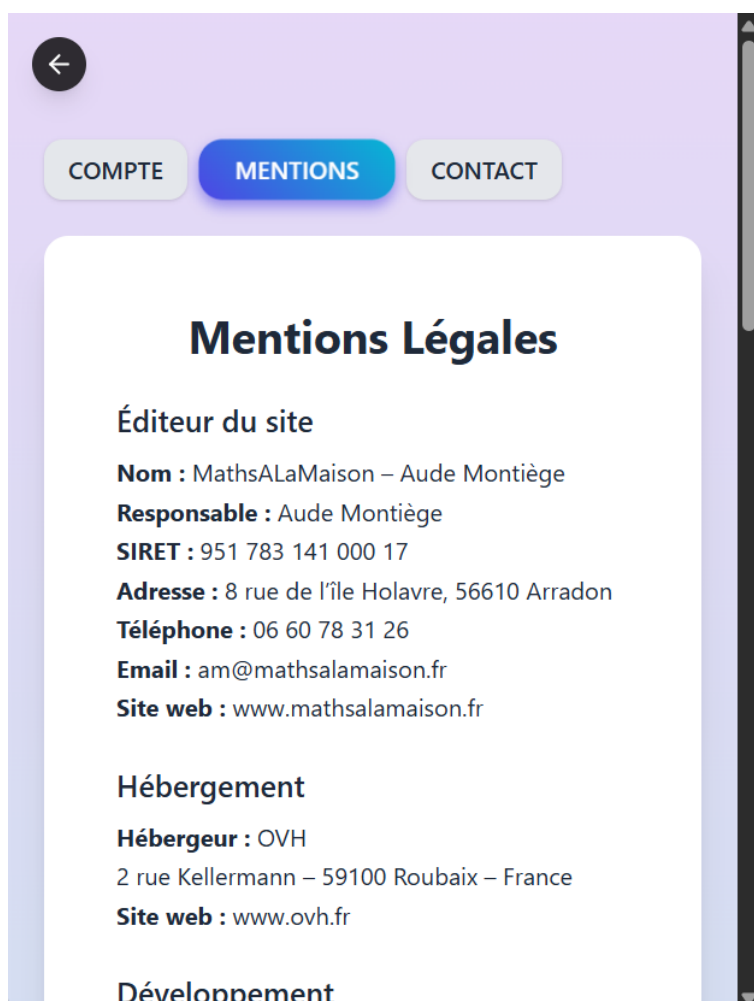 COMPTE MENTIONS CONTACT
Mentions Légales
Éditeur du site
Nom : MathsALaMaison – Aude Montiège
Responsable : Aude Montiège
SIRET : 951 783 141 000 17
Adresse : 8 rue de l’île Holavre, 56610 Arradon
Téléphone : 06 60 78 31 26
Email : am@mathsalamaison.fr
Site web : www.mathsalamaison.fr
Hébergement
Hébergeur : OVH
2 rue Kellermann – 59100 Roubaix – France
Site web : www.ovh.fr
Développement